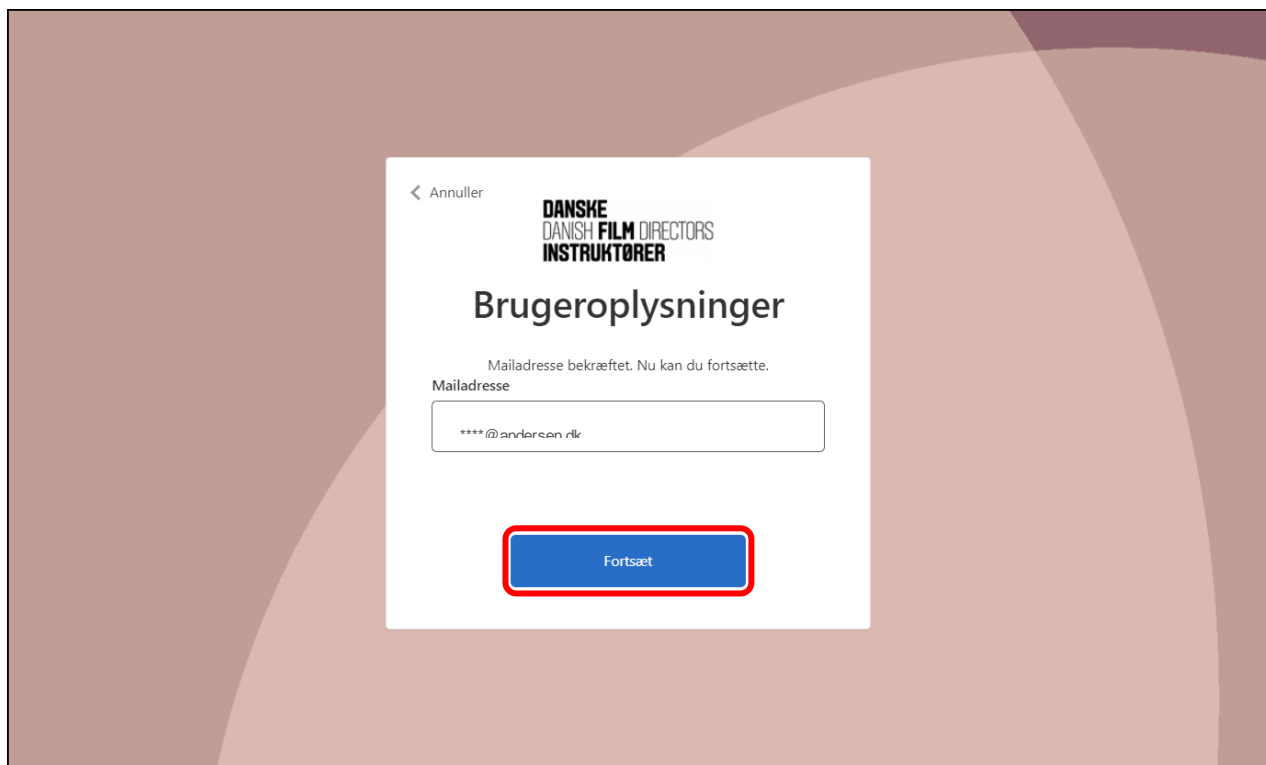 Annuller
DANSKE
DANISH FILM DIRECTORS
INSTRUKTØRER
Brugeroplysninger
Mailadresse bekræftet. Nu kan du fortsætte.
Mailadresse
****@andersen.dk
Fortsæt